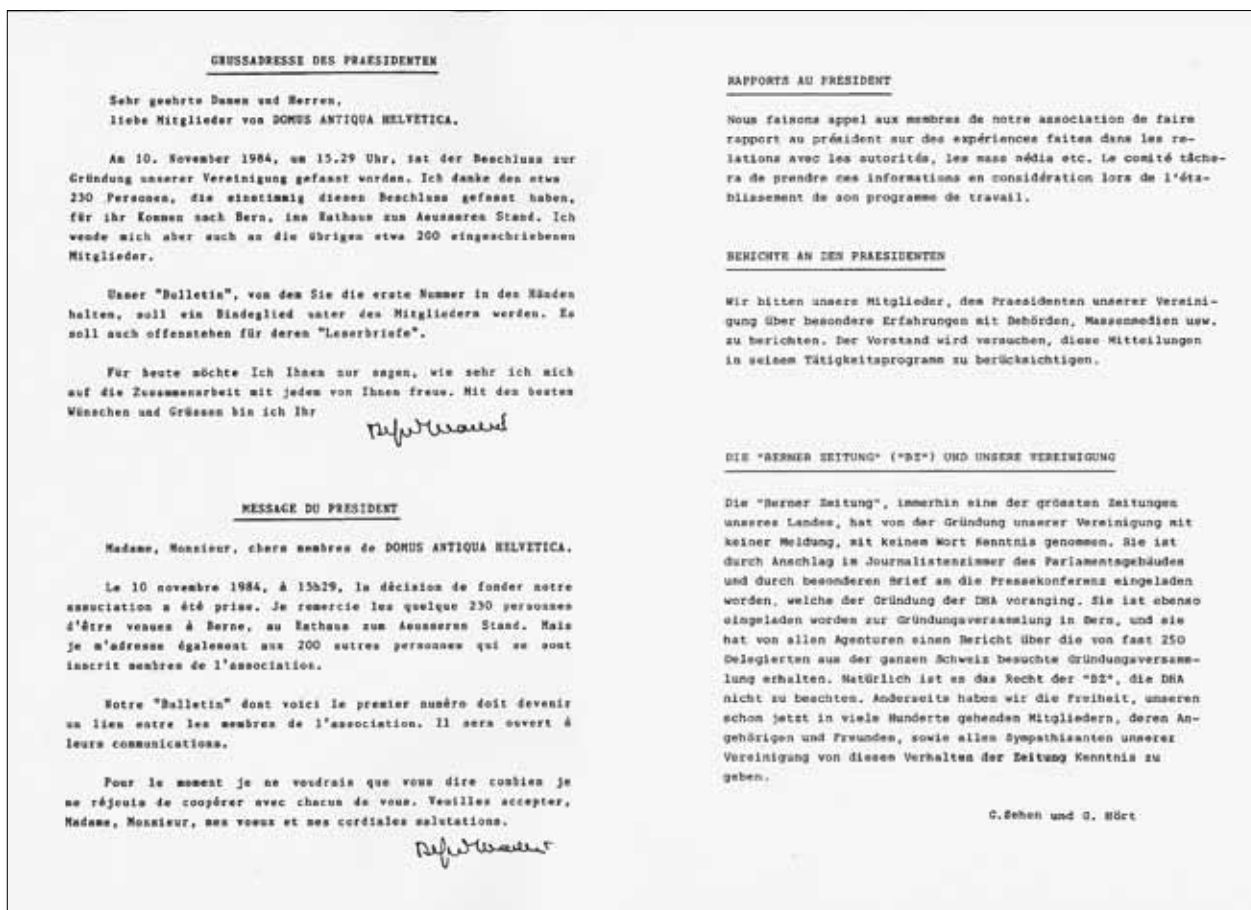 GRUSSADRESSE DES PRAESIDENTEN
Sehr geehrte Damen und Herren,
liebe Mitglieder von DOMUS ANTIQUA HELVETICA.
Am 10. November 1984, um 15.29 Uhr, ist der Beschluss zur
Gründung unserer Vereinigung gefasst worden. Ich danke den etwa
230 Personen, die einstimmig diesen Beschluss gefasst haben,
für ihr Kommen nach Bern, ins Rathaus zum Aeusseren Stand. Ich
wende mich aber auch an die übrigen etwa 200 eingeschriebenen
Mitglieder.
Unser "Bulletin", von dem Sie die erste Nummer in den Händen
halten, soll ein Bindeglied unter den Mitgliedern werden. Es
soll auch offenstehen für deren "Leserbriefe".
Für heute möchte Ich Ihnen nur sagen, wie sehr ich mich
auf die Zusammenarbeit mit jedem von Ihnen freue. Mit den besten
Wünschen und Grüssen bin ich Ihr
MESSAGE DU PRESIDENT
Madame, Monsieur, chers membres de DOMUS ANTIQUA HELVETICA.
Le 10 novembre 1984, à 15h29, la décision de fonder notre
association a été prise. Je remercie les quelque 230 personnes
d'être venues à Berne, au Rathaus zum Aeusseren Stand. Mais
je m'adresse également aux 200 autres personnes qui se sont
inscrit membres de l'association.
Notre "Bulletin" dont voici le premier numéro doit devenir
un lien entre les membres de l'association. Il sera ouvert à
leurs communications.
Pour le moment je ne voudrais que vous dire combien je
me réjouis de coopérer avec chacun de vous. Veuillez accepter,
Madame, Monsieur, mes voeux et mes cordiales salutations.
RAPPORTS AU PRESIDENT
Nous faisons appel aux membres de notre association de faire
rapport au président sur des expériences faites dans les re-
lations avec les autorités, les mass média etc. Le comité tâche-
ra de prendre ces informations en considération lors de l'éta-
blissement de son programme de travail.
BERICHTE AN DEN PRAESIDENTEN
Wir bitten unsere Mitglieder, dem Praesidenten unserer Vereini-
gung über besondere Erfahrungen mit Behörden, Massenmedien usw.
zu berichten. Der Vorstand wird versuchen, diese Mitteilungen
in seinem Tätigkeitsprogramm zu berücksichtigen.
DIE "BERNER ZEITUNG" ("BZ") UND UNSERE VEREINIGUNG
Die "Berner Zeitung", immerhin eine der grössten Zeitungen
unseres Landes, hat von der Gründung unserer Vereinigung mit
keiner Meldung, mit keinem Wort Kenntnis genommen. Sie ist
durch Anschlag im Journalistenzimmer des Parlamentsgebäudes
und durch besonderen Brief an die Pressekonferenz eingeladen
worden, welche der Gründung der DHA voranging. Sie ist ebenso
eingeladen worden zur Gründungsversammlung in Bern, und sie
hat von allen Agenturen einen Bericht über die von fast 250
Delegierten aus der ganzen Schweiz besuchte Gründungsversamm-
lung erhalten. Natürlich ist es das Recht der "BZ", die DHA
nicht zu beachten. Anderseits haben wir die Freiheit, unseren
schon jetzt in viele Hunderte gehenden Mitgliedern, deren An-
gehörigen und Freunden, sowie allen Sympathisanten unserer
Vereinigung von diesem Verhalten der Zeitung Kenntnis zu
geben.
G.Sehen und G. Hört